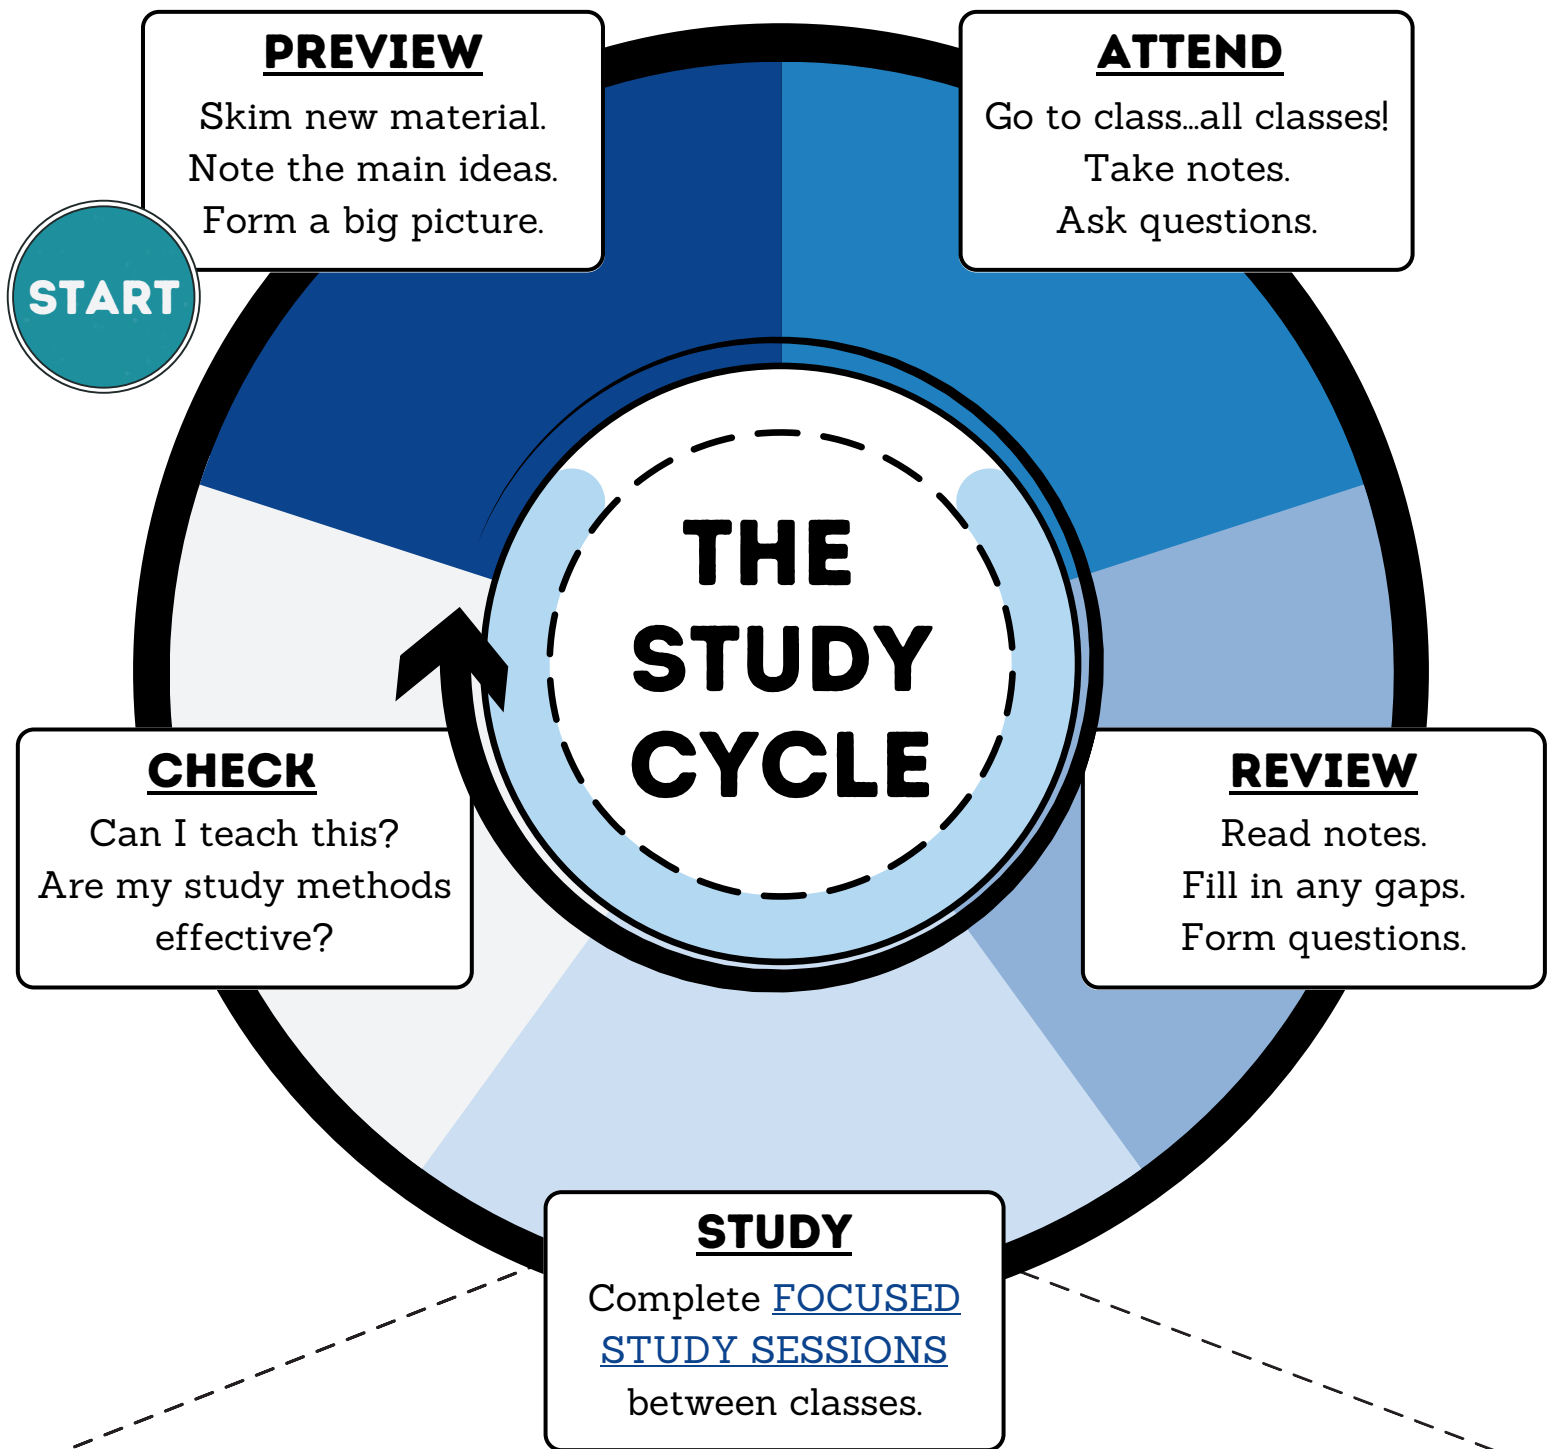 PREVIEW
Skim new material.
Note the main ideas.
Form a big picture.
START
ATTEND
Go to class...all classes!
Take notes.
Ask questions.
THE
STUDY
CYCLE
REVIEW
Read notes.
Fill in any gaps.
Form questions.
STUDY
Complete FOCUSED
STUDY SESSIONS
between classes.
CHECK
Can I teach this?
Are my study methods
effective?